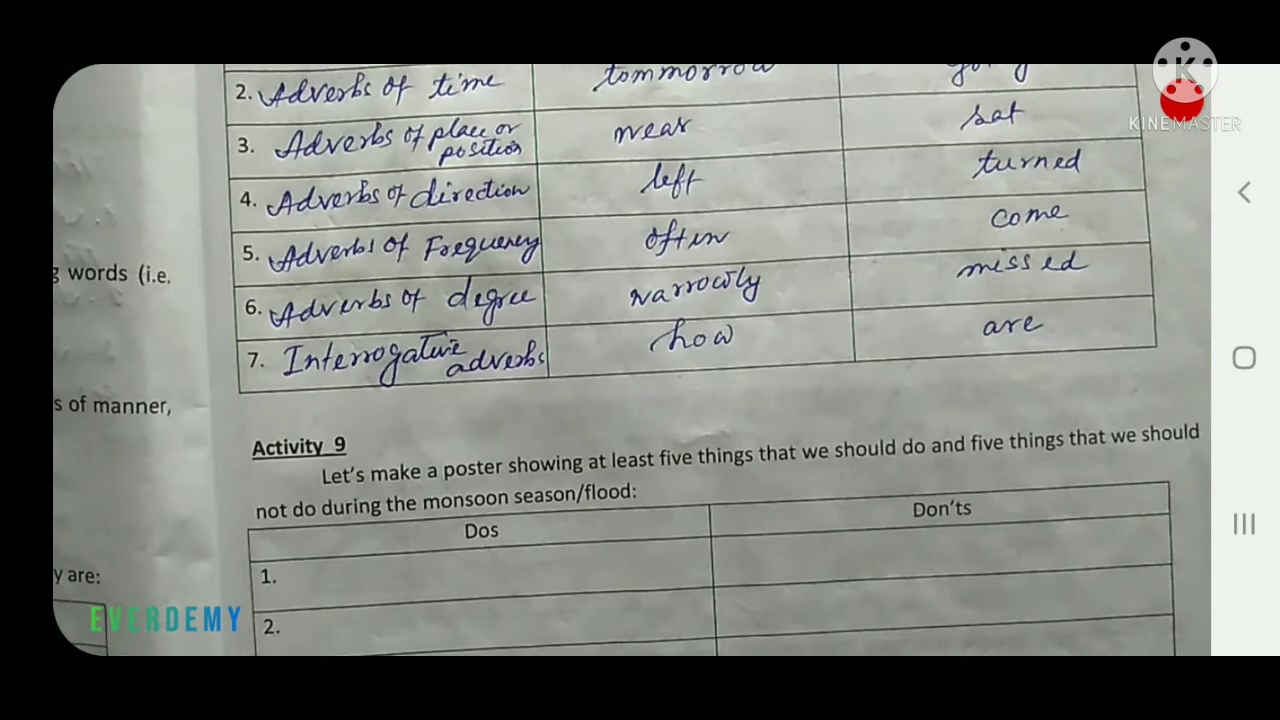 2. Adverbs of time tommorrow going
3. Adverbs of place or position near sat
4. Adverbs of direction left turned
5. Adverbs of Frequency often come
6. Adverbs of degree narrowly missed
7. Interrogative adverbs how are
words (i.e.
s of manner,
y are:
Activity 9
Let's make a poster showing at least five things that we should do and five things that we should
not do during the monsoon season/flood:
Dos Don'ts
1.
2.
K
KINEMASTER
EVERDEMY